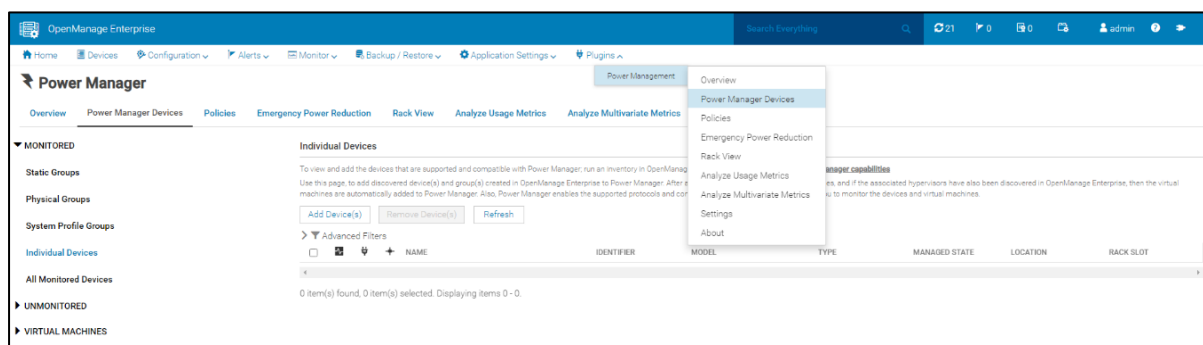 OpenManage Enterprise Search Everything 21 0 0 admin
Home Devices Configuration Alerts Monitor Backup / Restore Application Settings Plugins
Power Manager
Power Management
Overview
Power Manager Devices
Policies
Emergency Power Reduction
Rack View
Analyze Usage Metrics
Analyze Multivariate Metrics
Settings
About
Overview Power Manager Devices Policies Emergency Power Reduction Rack View Analyze Usage Metrics Analyze Multivariate Metrics
MONITORED
Static Groups
Physical Groups
System Profile Groups
Individual Devices
All Monitored Devices
UNMONITORED
VIRTUAL MACHINES
Individual Devices
To view and add the devices that are supported and compatible with Power Manager, run an inventory in OpenManag anager capabilities
Use this page, to add discovered device(s) and group(s) created in OpenManage Enterprise to Power Manager. After a es, and if the associated hypervisors have also been discovered in OpenManage Enterprise, then the virtual
machines are automatically added to Power Manager. Also, Power Manager enables the supported protocols and cor u to monitor the devices and virtual machines.
Add Device(s) Remove Device(s) Refresh
Advanced Filters
NAME IDENTIFIER MODEL TYPE MANAGED STATE LOCATION RACK SLOT
0 item(s) found, 0 item(s) selected. Displaying items 0 - 0.